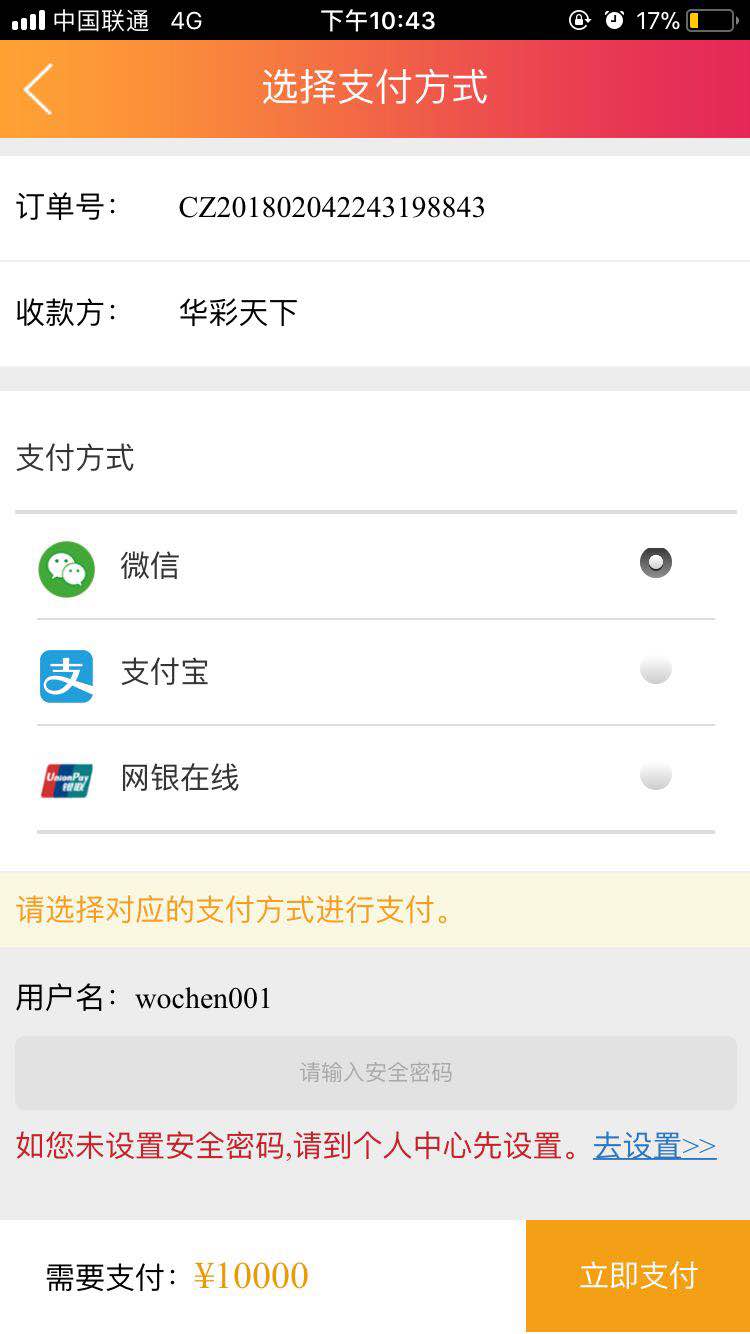 中国联通 4G 下午10:43 17%
选择支付方式
订单号： CZ201802042243198843
收款方： 华彩天下
支付方式
微信
支 支付宝
UnionPay 银联 网银在线
请选择对应的支付方式进行支付。
用户名：wochen001
请输入安全密码
如您未设置安全密码,请到个人中心先设置。去设置>>
需要支付：¥10000 立即支付